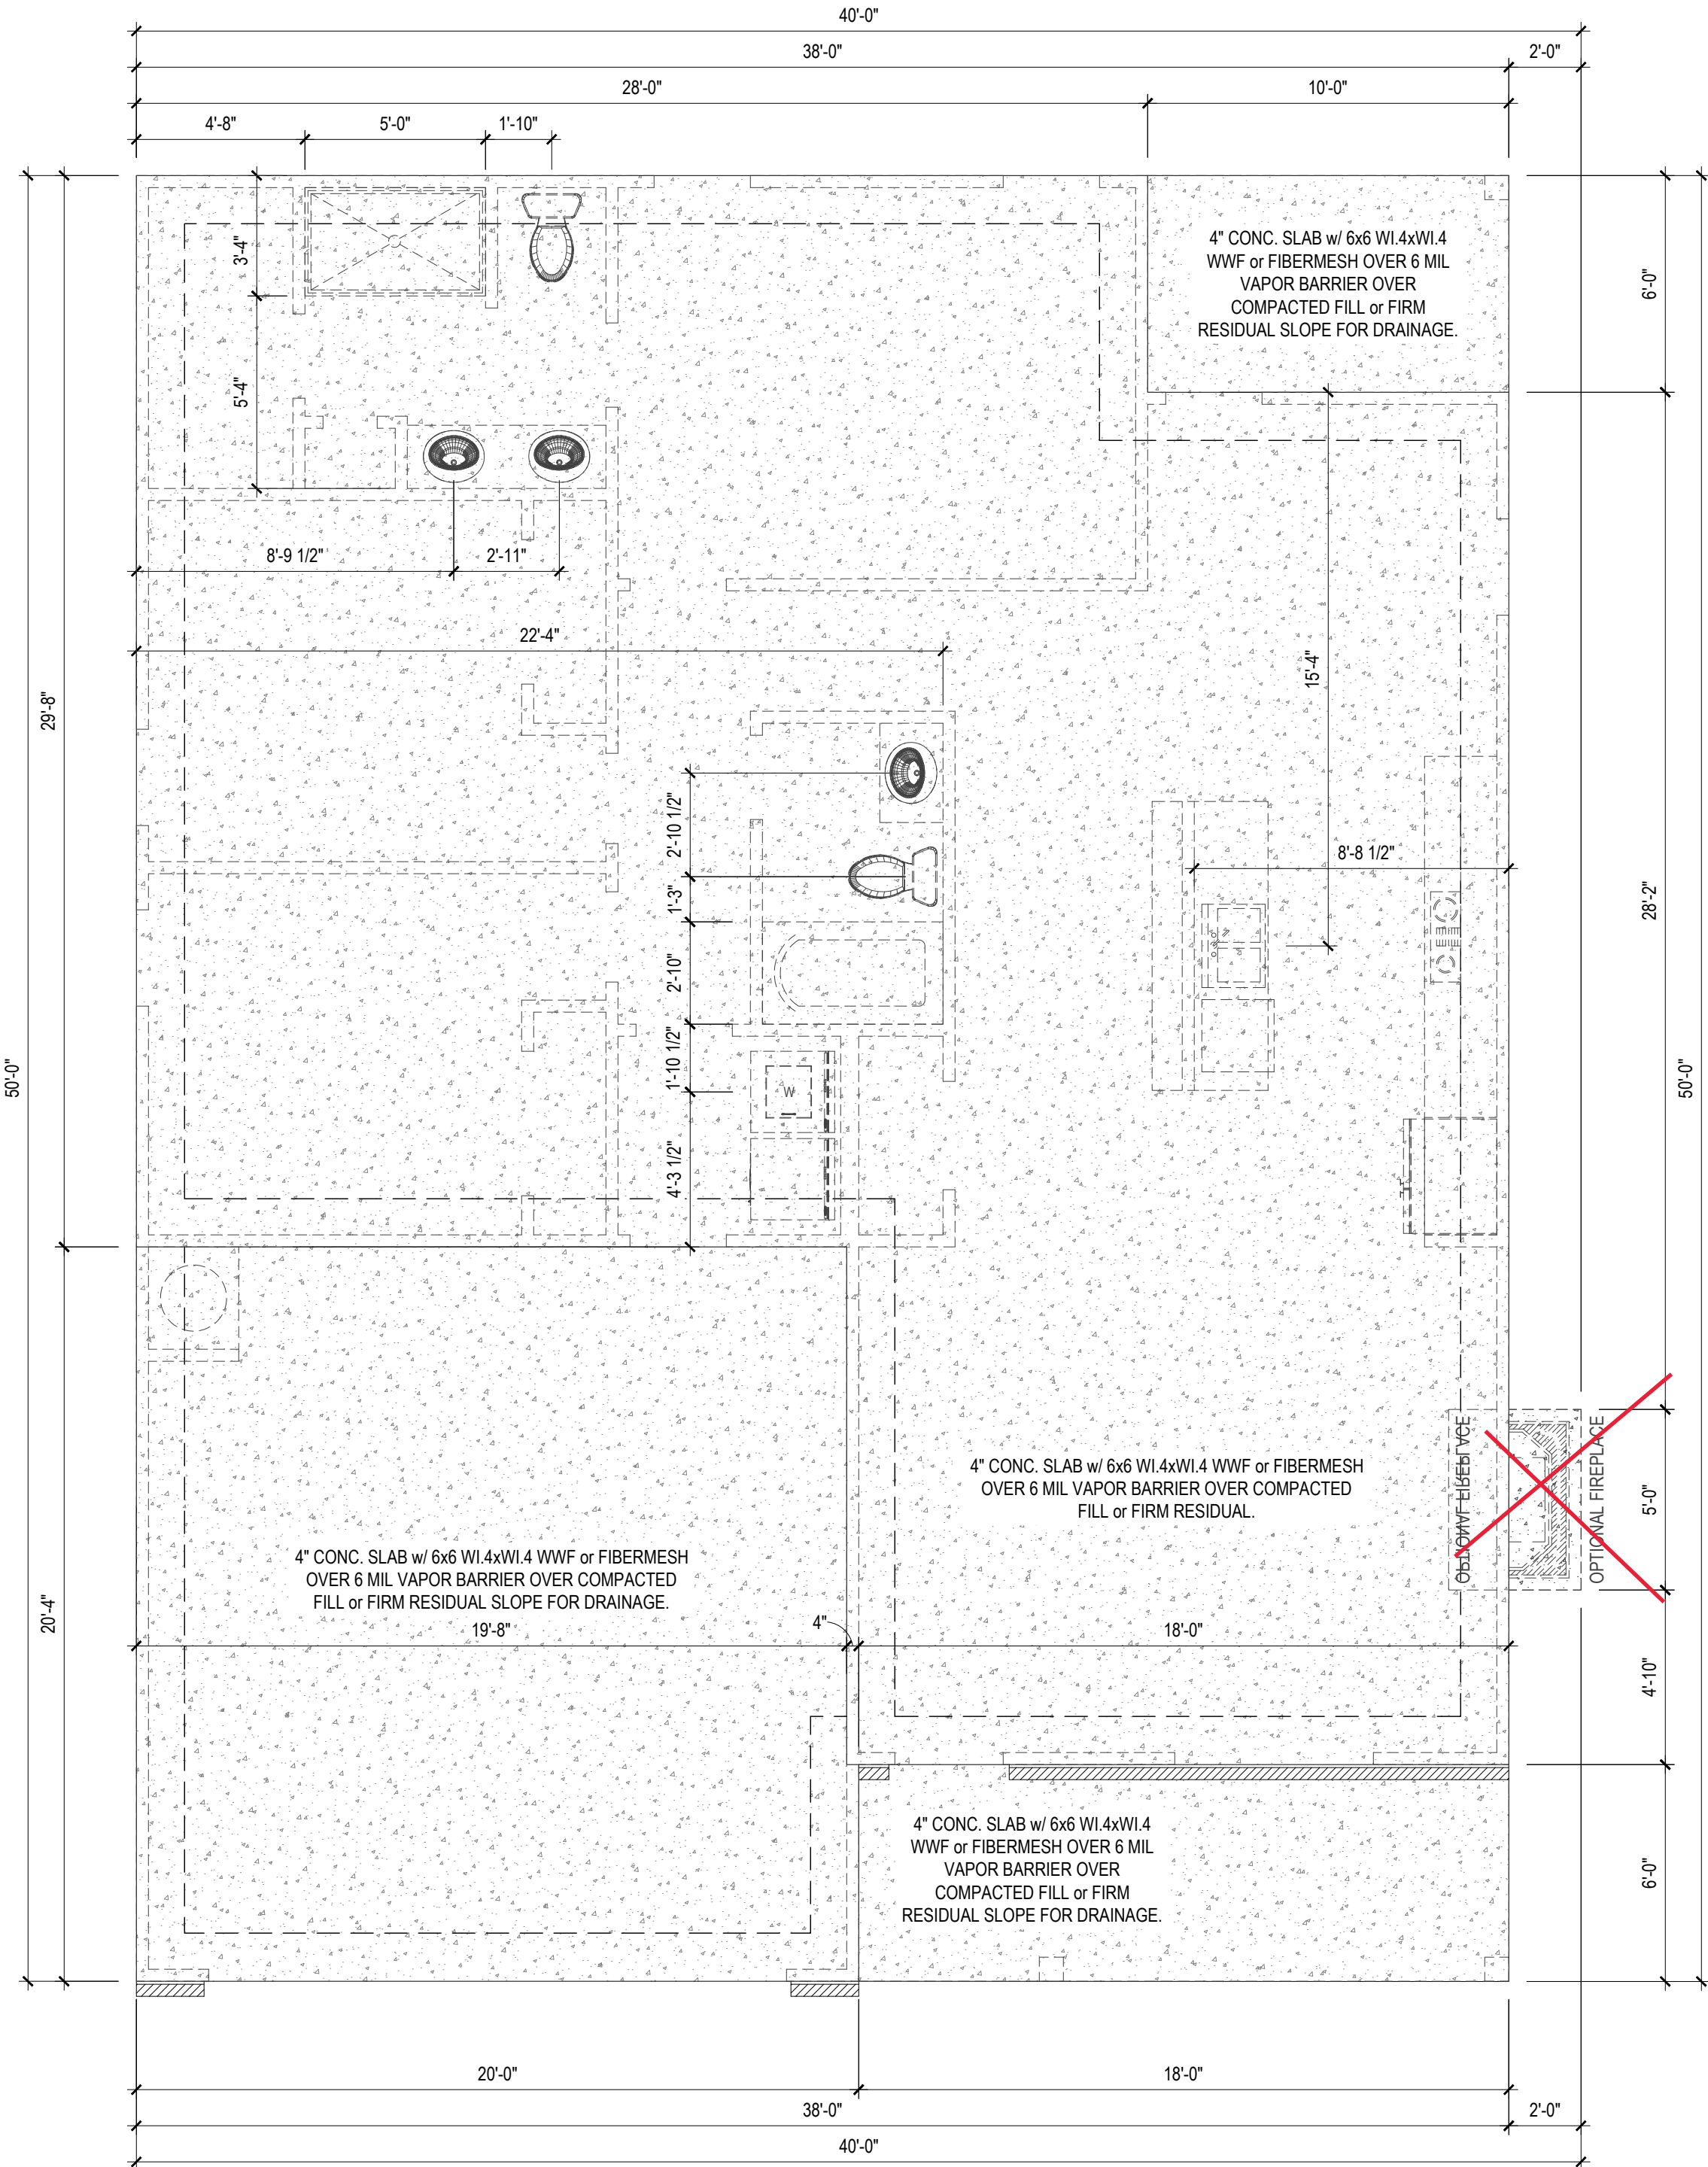 40'-0"
38'-0"
2'-0"
28'-0"
10'-0"
4'-8"
5'-0"
1'-10"
3'-4"
4" CONC. SLAB w/ 6x6 WI.4xWI.4
WWF or FIBERMESH OVER 6 MIL
VAPOR BARRIER OVER
COMPACTED FILL or FIRM
RESIDUAL SLOPE FOR DRAINAGE.
6'-0"
5'-4"
8'-9 1/2"
2'-11"
22'-4"
15'-4"
29'-8"
2'-10 1/2"
8'-8 1/2"
1'-3"
28'-2"
2'-10"
1'-10 1/2"
W
50'-0"
50'-0"
4'-3 1/2"
OPTIONAL FIREPLACE
OPTIONAL FIREPLACE
5'-0"
4" CONC. SLAB w/ 6x6 WI.4xWI.4 WWF or FIBERMESH
OVER 6 MIL VAPOR BARRIER OVER COMPACTED
FILL or FIRM RESIDUAL.
4" CONC. SLAB w/ 6x6 WI.4xWI.4 WWF or FIBERMESH
OVER 6 MIL VAPOR BARRIER OVER COMPACTED
FILL or FIRM RESIDUAL SLOPE FOR DRAINAGE.
20'-4"
19'-8"
4"
18'-0"
4'-10"
4" CONC. SLAB w/ 6x6 WI.4xWI.4
WWF or FIBERMESH OVER 6 MIL
VAPOR BARRIER OVER
COMPACTED FILL or FIRM
RESIDUAL SLOPE FOR DRAINAGE.
6'-0"
20'-0"
18'-0"
38'-0"
2'-0"
40'-0"